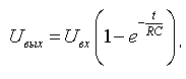 U_вых = U_вх (1 − e^(−t/RC)),